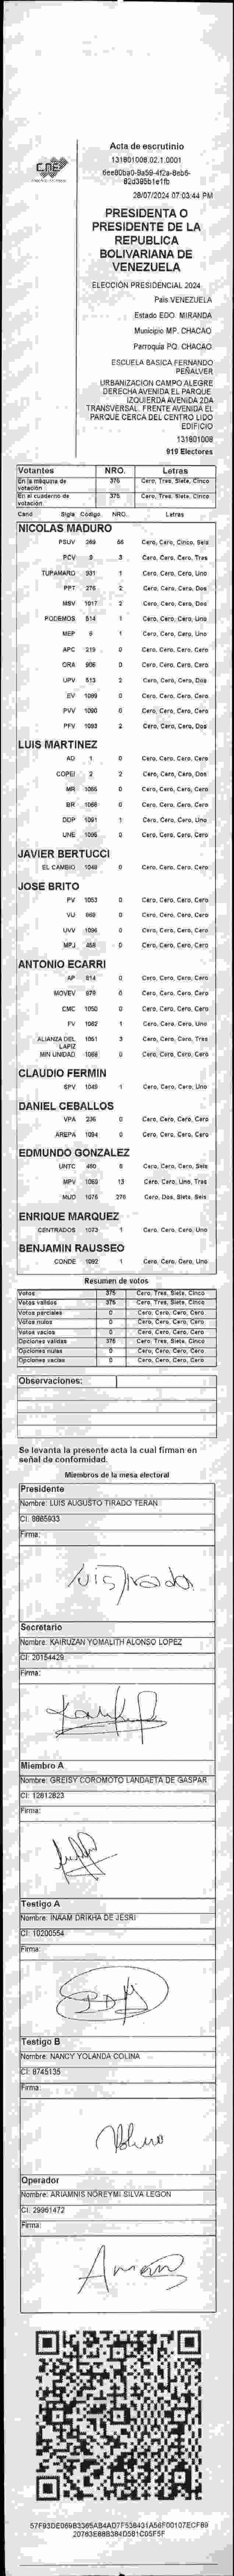 CNE
Acta de escrutinio
131801008.02.1.0001
28/07/2024 07:03:44 PM
PRESIDENTA O
PRESIDENTE DE LA
REPUBLICA
BOLIVARIANA DE
VENEZUELA
ELECCIÓN PRESIDENCIAL 2024
País VENEZUELA
Estado EDO. MIRANDA
Municipio MP. CHACAO
Parroquia PQ. CHACAO
ESCUELA BASICA FERNANDO
PEÑALVER
URBANIZACION CAMPO ALEGRE
DERECHA AVENIDA EL PARQUE
IZQUIERDA AVENIDA 2DA
TRANSVERSAL. FRENTE AVENIDA EL
PARQUE CERCA DEL CENTRO LIDO
EDIFICIO
131801008
919 Electores
Votantes NRO. Letras
En la máquina de votación 375 Cero, Tres, Siete, Cinco
En el cuaderno de votación 375 Cero, Tres, Siete, Cinco
Cand Sigla Código NRO. Letras
NICOLAS MADURO
PSUV 269 56 Cero, Cero, Cinco, Seis
PCV 9 3 Cero, Cero, Cero, Tres
TUPAMARO 931 1 Cero, Cero, Cero, Uno
PPT 276 2 Cero, Cero, Cero, Dos
MSV 1017 2 Cero, Cero, Cero, Dos
PODEMOS 514 1 Cero, Cero, Cero, Uno
MEP 6 1 Cero, Cero, Cero, Uno
APC 219 0 Cero, Cero, Cero, Cero
ORA 906 0 Cero, Cero, Cero, Cero
UPV 513 2 Cero, Cero, Cero, Dos
EV 1089 0 Cero, Cero, Cero, Cero
PVV 1090 0 Cero, Cero, Cero, Cero
PFV 1093 2 Cero, Cero, Cero, Dos
LUIS MARTINEZ
AD 1 0 Cero, Cero, Cero, Cero
COPEI 2 2 Cero, Cero, Cero, Dos
MR 1055 0 Cero, Cero, Cero, Cero
BR 1066 0 Cero, Cero, Cero, Cero
DDP 1091 1 Cero, Cero, Cero, Uno
UNE 1095 0 Cero, Cero, Cero, Cero
JAVIER BERTUCCI
EL CAMBIO 1048 0 Cero, Cero, Cero, Cero
JOSE BRITO
PV 1053 0 Cero, Cero, Cero, Cero
VU 868 0 Cero, Cero, Cero, Cero
UVV 1096 0 Cero, Cero, Cero, Cero
MPJ 458 0 Cero, Cero, Cero, Cero
ANTONIO ECARRI
AP 814 0 Cero, Cero, Cero, Cero
MOVEV 979 0 Cero, Cero, Cero, Cero
CMC 1050 0 Cero, Cero, Cero, Cero
FV 1062 1 Cero, Cero, Cero, Uno
ALIANZA DEL LAPIZ 1051 3 Cero, Cero, Cero, Tres
MIN UNIDAD 1068 0 Cero, Cero, Cero, Cero
CLAUDIO FERMIN
SPV 1049 1 Cero, Cero, Cero, Uno
DANIEL CEBALLOS
VPA 236 0 Cero, Cero, Cero, Cero
AREPA 1094 0 Cero, Cero, Cero, Cero
EDMUNDO GONZALEZ
UNTC 480 6 Cero, Cero, Cero, Seis
MPV 1069 13 Cero, Cero, Uno, Tres
MUD 1076 276 Cero, Dos, Siete, Seis
ENRIQUE MARQUEZ
CENTRADOS 1073 1 Cero, Cero, Cero, Uno
BENJAMIN RAUSSEO
CONDE 1092 1 Cero, Cero, Cero, Uno
Resumen de votos
Votos 375 Cero, Tres, Siete, Cinco
Votos validos 375 Cero, Tres, Siete, Cinco
Votos parciales 0 Cero, Cero, Cero, Cero
Votos nulos 0 Cero, Cero, Cero, Cero
Votos vacios 0 Cero, Cero, Cero, Cero
Opciones validas 375 Cero, Tres, Siete, Cinco
Opciones nulas 0 Cero, Cero, Cero, Cero
Opciones vacias 0 Cero, Cero, Cero, Cero
Observaciones:
Se levanta la presente acta la cual firman en
señal de conformidad.
Miembros de la mesa electoral
Presidente
Nombre: LUIS AUGUSTO TIRADO TERAN
CI: 8685933
Firma:
Luis Tirado
Secretario
Nombre: KAIRUZAN YOMALITH ALONSO LOPEZ
CI: 20154429
Firma:
Miembro A
Nombre: GREISY COROMOTO LANDAETA DE GASPAR
CI: 12812823
Firma:
Testigo A
Nombre: INAAM DRIKHA DE JESRI
CI: 10200554
Firma:
Testigo B
Nombre: NANCY YOLANDA COLINA
CI: 8745135
Firma:
Operador
Nombre: ARIAMNIS NOREYMI SILVA LEGON
CI: 29961472
Firma: